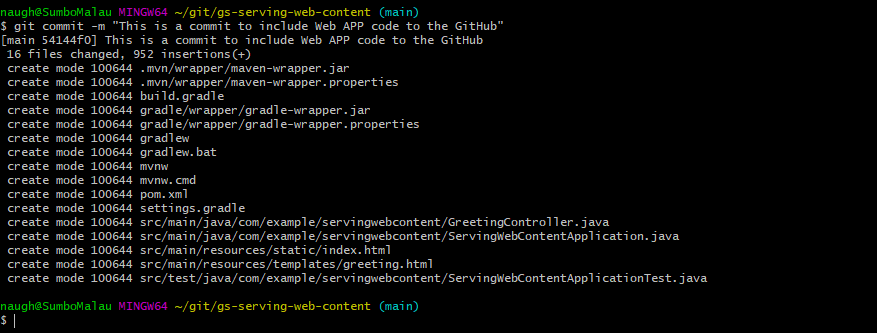 naugh@SumboMalau MINGW64 ~/git/gs-serving-web-content (main)
$ git commit -m "This is a commit to include Web APP code to the GitHub"
[main 54144f0] This is a commit to include Web APP code to the GitHub
 16 files changed, 952 insertions(+)
 create mode 100644 .mvn/wrapper/maven-wrapper.jar
 create mode 100644 .mvn/wrapper/maven-wrapper.properties
 create mode 100644 build.gradle
 create mode 100644 gradle/wrapper/gradle-wrapper.jar
 create mode 100644 gradle/wrapper/gradle-wrapper.properties
 create mode 100644 gradlew
 create mode 100644 gradlew.bat
 create mode 100644 mvnw
 create mode 100644 mvnw.cmd
 create mode 100644 pom.xml
 create mode 100644 settings.gradle
 create mode 100644 src/main/java/com/example/servingwebcontent/GreetingController.java
 create mode 100644 src/main/java/com/example/servingwebcontent/ServingWebContentApplication.java
 create mode 100644 src/main/resources/static/index.html
 create mode 100644 src/main/resources/templates/greeting.html
 create mode 100644 src/test/java/com/example/servingwebcontent/ServingWebContentApplicationTest.java
naugh@SumboMalau MINGW64 ~/git/gs-serving-web-content (main)
$